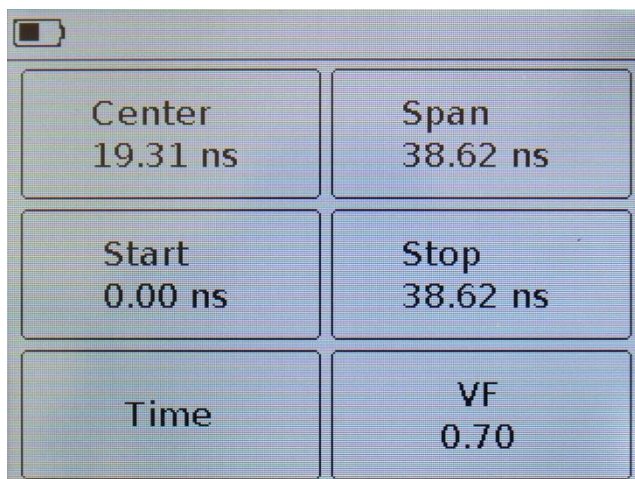 Center
19.31 ns
Span
38.62 ns
Start
0.00 ns
Stop
38.62 ns
Time
VF
0.70